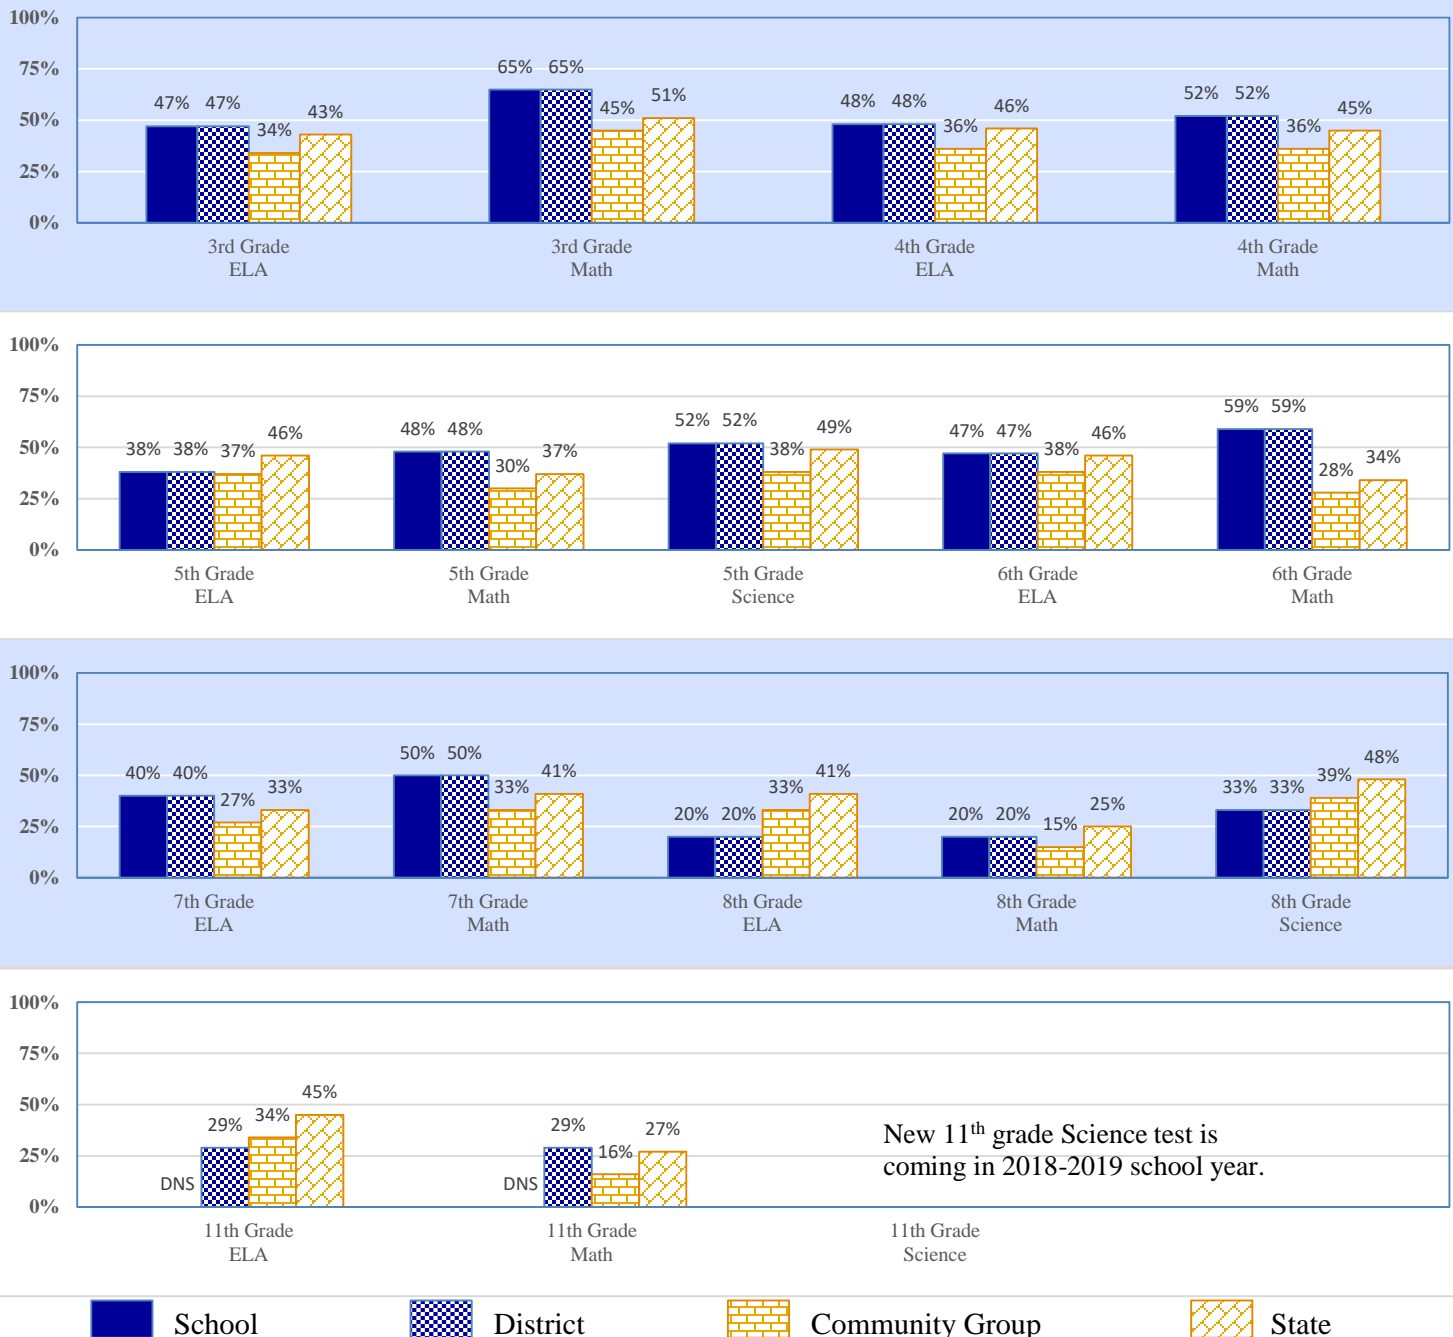 100%
75%
50%
25%
0%
47% 47% 34% 43%
65% 65% 45% 51%
48% 48% 36% 46%
52% 52% 36% 45%
3rd Grade
ELA
3rd Grade
Math
4th Grade
ELA
4th Grade
Math
100%
75%
50%
25%
0%
38% 38% 37% 46%
48% 48% 30% 37%
52% 52% 38% 49%
47% 47% 38% 46%
59% 59% 28% 34%
5th Grade
ELA
5th Grade
Math
5th Grade
Science
6th Grade
ELA
6th Grade
Math
100%
75%
50%
25%
0%
40% 40% 27% 33%
50% 50% 33% 41%
20% 20% 33% 41%
20% 20% 15% 25%
33% 33% 39% 48%
7th Grade
ELA
7th Grade
Math
8th Grade
ELA
8th Grade
Math
8th Grade
Science
100%
75%
50%
25%
0%
DNS 29% 34% 45%
DNS 29% 16% 27%
New 11th grade Science test is
coming in 2018-2019 school year.
11th Grade
ELA
11th Grade
Math
11th Grade
Science
School District Community Group State